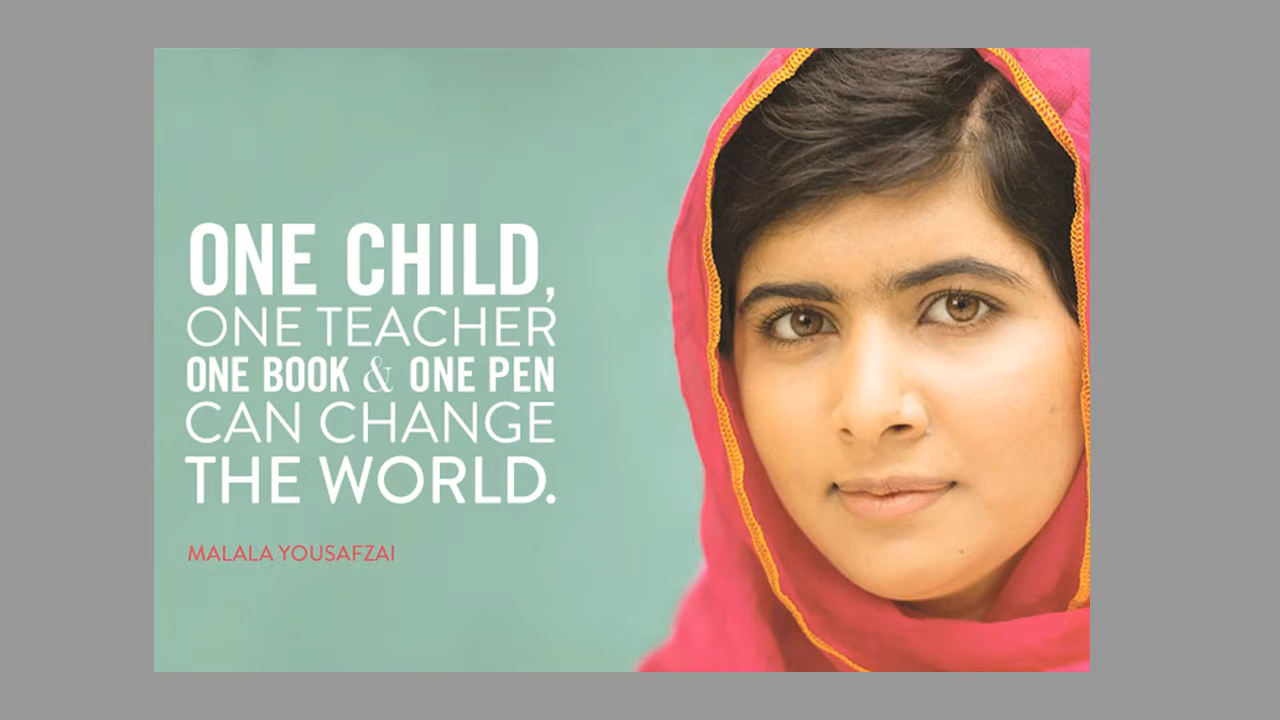 ONE CHILD,
ONE TEACHER
ONE BOOK & ONE PEN
CAN CHANGE
THE WORLD.
MALALA YOUSAFZAI